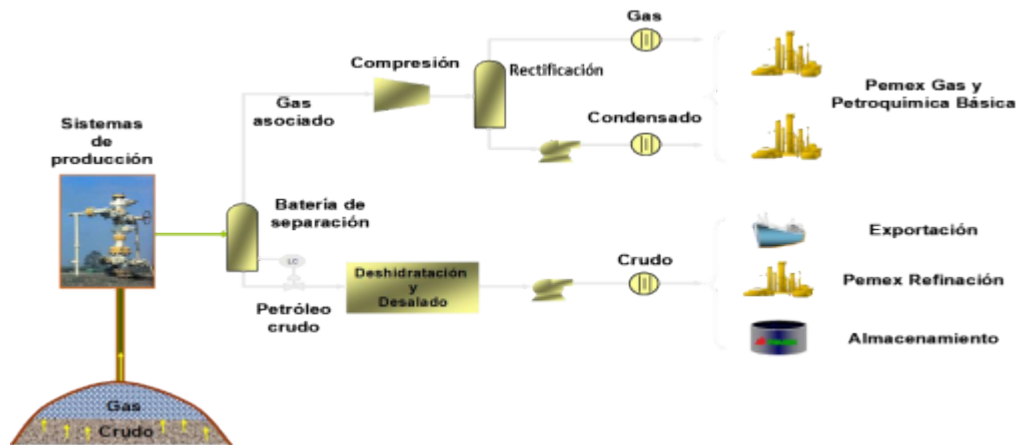 Gas
Compresión
Rectificación
Gas
asociado
Condensado
Pemex Gas y
Petroquímica Básica
Sistemas
de
producción
Batería de
separación
LC
Petróleo
crudo
Deshidratación
y
Desalado
Crudo
Exportación
Pemex Refinación
Almacenamiento
Gas
Crudo